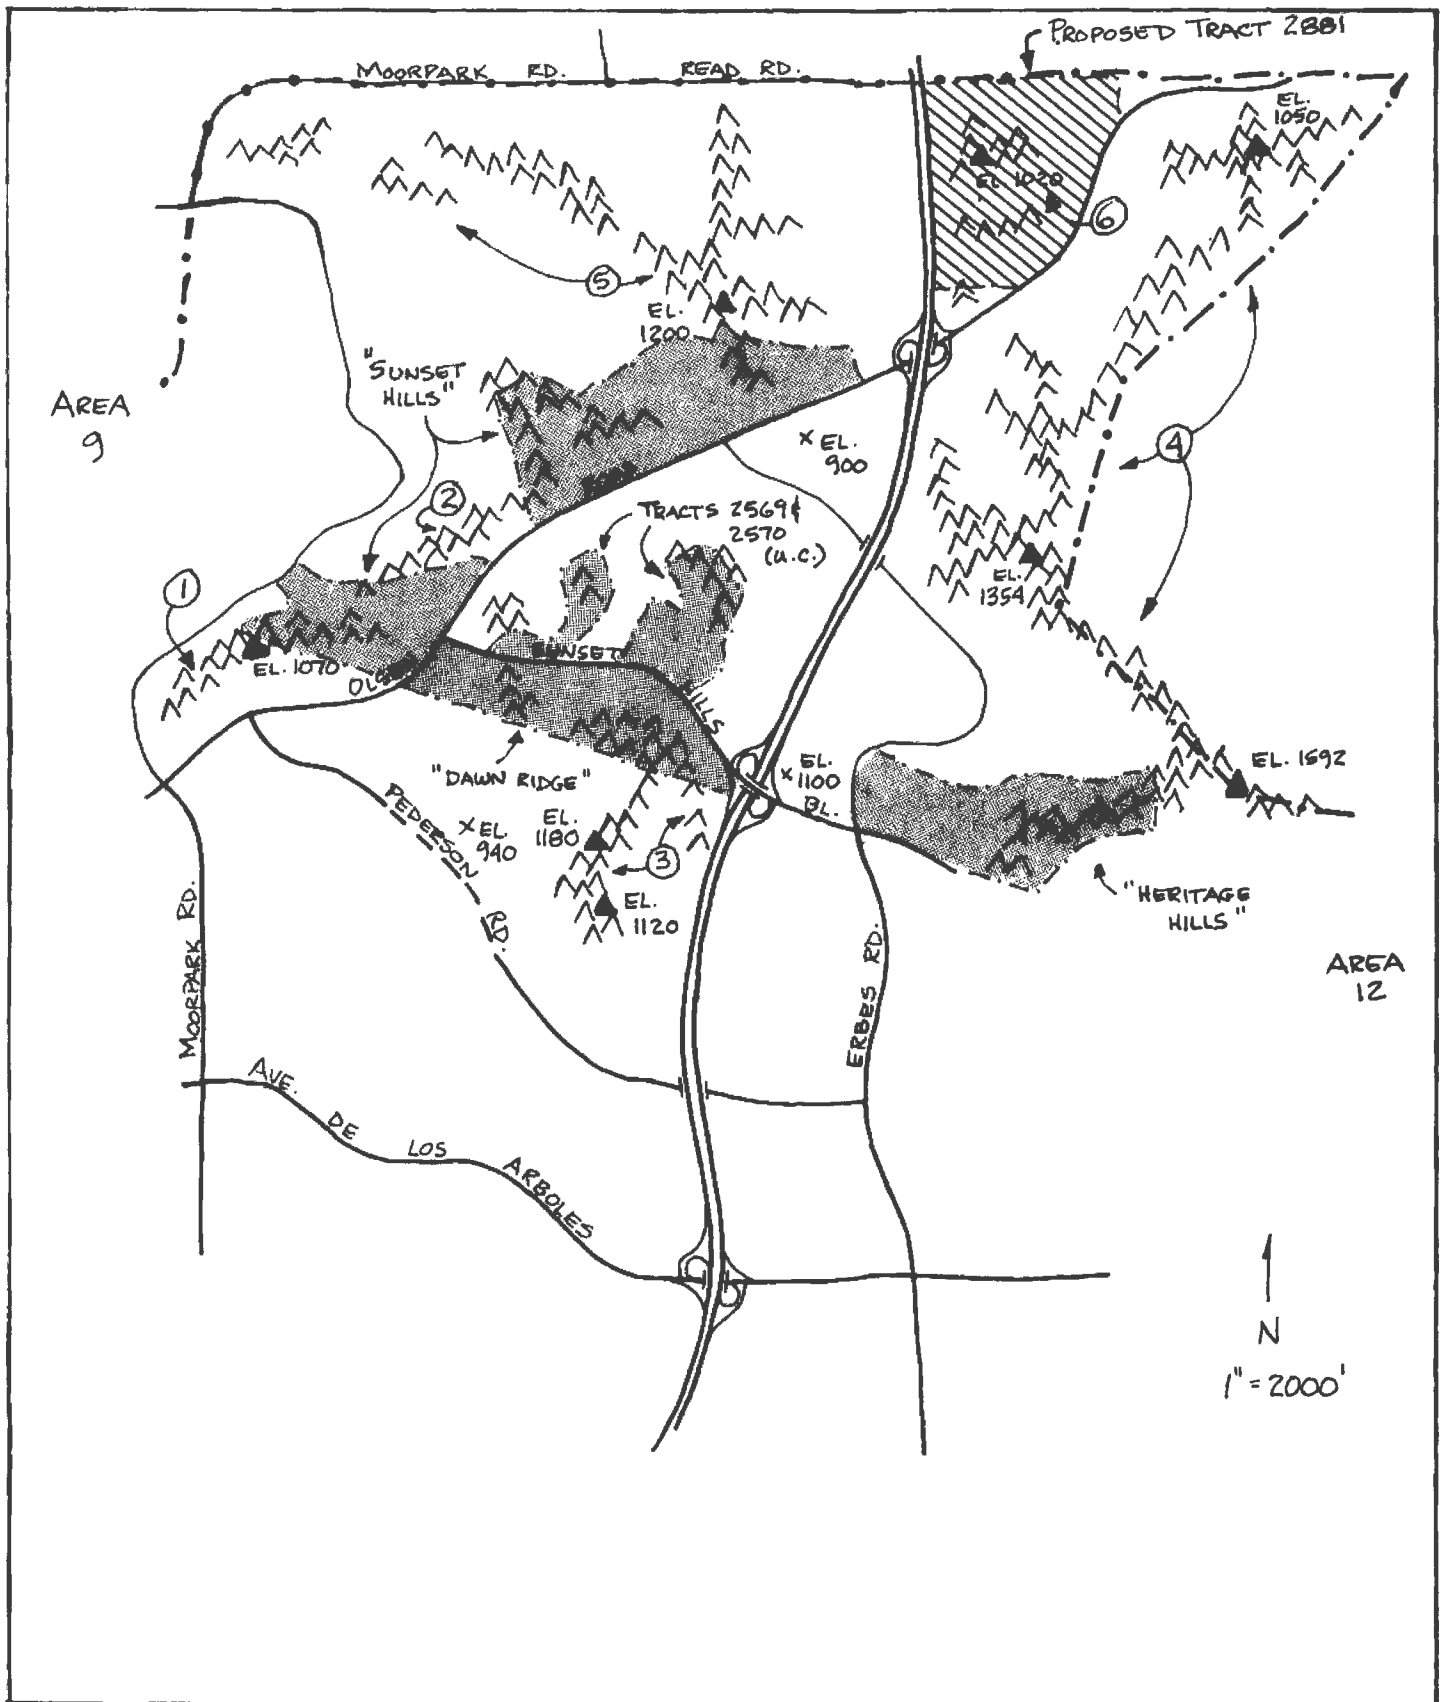 PROPOSED TRACT 2881
MOORPARK RD.
READ RD.
EL.
1050
EL 1020
6
5
EL.
1200
"SUNSET
HILLS"
AREA
9
x EL.
900
4
2
TRACTS 2569 &
2570
(U.C.)
1
EL.
1354
EL. 1070
OLSEN
SUNSET
HILLS
BL.
"DAWN RIDGE"
x EL.
1100
EL. 1592
PEDERSON
RD.
x EL.
940
EL.
1180
3
EL.
1120
"HERITAGE
HILLS"
MOORPARK RD.
ERBES RD.
AREA
12
AVE.
DE
LOS
ARBOLES
N
1" = 2000'